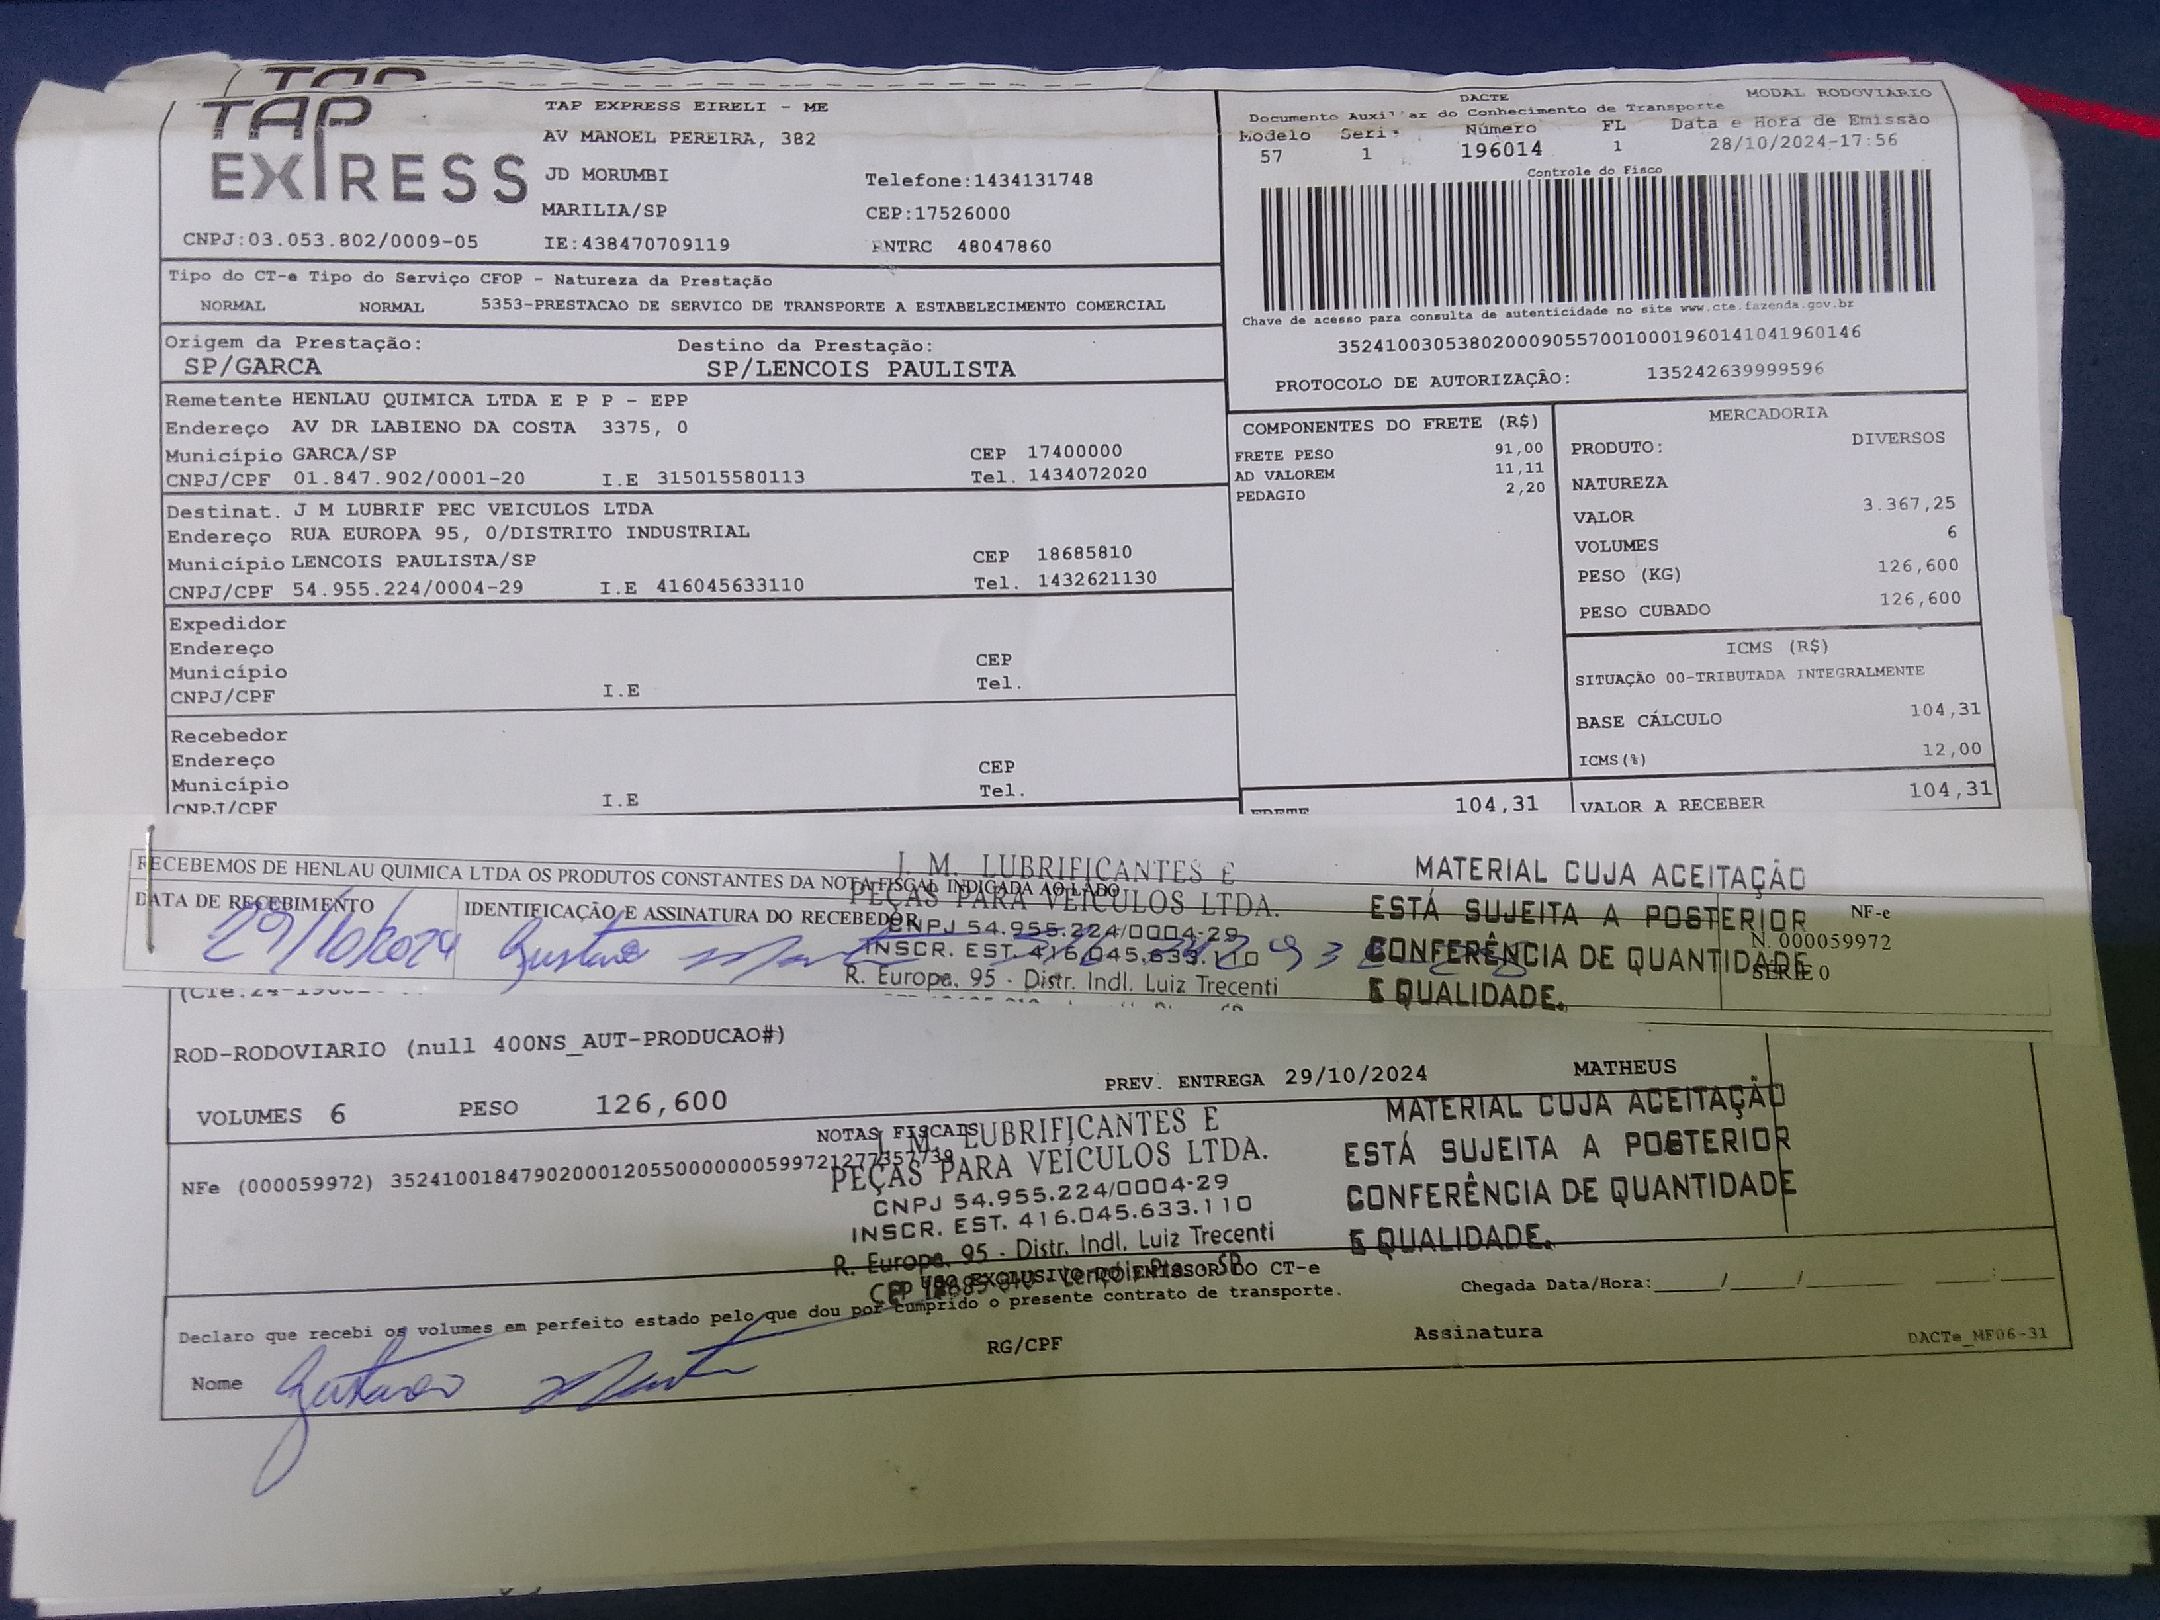 TAP
TAP
EXPRESS
TAP EXPRESS EIRELI - ME
AV MANOEL PEREIRA, 382
JD MORUMBI
Telefone:1434131748
MARILIA/SP
CEP:17526000
CNPJ:03.053.802/0009-05
IE:438470709119
RNTRC 48047860
DACTE
MODAL RODOVIARIO
Documento Auxiliar do Conhecimento de Transporte
Modelo Serie Número FL Data e Hora de Emissão
57 1 196014 1 28/10/2024-17:56
Controle do Fisco
Chave de acesso para consulta de autenticidade no site www.cte.fazenda.gov.br
35241003053802000905570010001960141041960146
PROTOCOLO DE AUTORIZAÇÃO: 135242639999596
Tipo do CT-e Tipo do Serviço CFOP - Natureza da Prestação
NORMAL NORMAL 5353-PRESTACAO DE SERVICO DE TRANSPORTE A ESTABELECIMENTO COMERCIAL
Origem da Prestação: Destino da Prestação:
SP/GARCA SP/LENCOIS PAULISTA
Remetente HENLAU QUIMICA LTDA E P P - EPP
Endereço AV DR LABIENO DA COSTA 3375, 0
Município GARCA/SP CEP 17400000
CNPJ/CPF 01.847.902/0001-20 I.E 315015580113 Tel. 1434072020
Destinat. J M LUBRIF PEC VEICULOS LTDA
Endereço RUA EUROPA 95, 0/DISTRITO INDUSTRIAL
Município LENCOIS PAULISTA/SP CEP 18685810
CNPJ/CPF 54.955.224/0004-29 I.E 416045633110 Tel. 1432621130
Expedidor
Endereço
Município CEP
CNPJ/CPF I.E Tel.
Recebedor
Endereço
Município CEP
CNPJ/CPF I.E Tel.
COMPONENTES DO FRETE (R$)
FRETE PESO 91,00
AD VALOREM 11,11
PEDAGIO 2,20
FRETE 104,31
MERCADORIA
PRODUTO: DIVERSOS
NATUREZA
VALOR 3.367,25
VOLUMES 6
PESO (KG) 126,600
PESO CUBADO 126,600
ICMS (R$)
SITUAÇÃO 00-TRIBUTADA INTEGRALMENTE
BASE CÁLCULO 104,31
ICMS(%) 12,00
VALOR A RECEBER 104,31
RECEBEMOS DE HENLAU QUIMICA LTDA OS PRODUTOS CONSTANTES DA NOTA FISCAL INDICADA AO LADO
DATA DE RECEBIMENTO
29/10/2024
IDENTIFICAÇÃO E ASSINATURA DO RECEBEDOR
Gustavo
J. M. LUBRIFICANTES E
PEÇAS PARA VEÍCULOS LTDA.
CNPJ 54.955.224/0004-29
INSCR. EST. 416.045.633.110
R. Europa, 95 - Distr. Indl. Luiz Trecenti
MATERIAL CUJA ACEITAÇÃO
ESTÁ SUJEITA A POSTERIOR
CONFERÊNCIA DE QUANTIDADE
E QUALIDADE.
NF-e
N. 000059972
SÉRIE 0
ROD-RODOVIARIO (null 400NS_AUT-PRODUCAO#)
PREV. ENTREGA 29/10/2024 MATHEUS
VOLUMES 6 PESO 126,600
NOTAS FISCAIS
NFe (000059972) 35241001847902000120550000000599721277357739
J. M. LUBRIFICANTES E
PEÇAS PARA VEÍCULOS LTDA.
CNPJ 54.955.224/0004-29
INSCR. EST. 416.045.633.110
R. Europa, 95 - Distr. Indl. Luiz Trecenti
CEP 18685-810 - Lençóis Pta. - SP
MATERIAL CUJA ACEITAÇÃO
ESTÁ SUJEITA A POSTERIOR
CONFERÊNCIA DE QUANTIDADE
E QUALIDADE.
USO EXCLUSIVO DO EMISSOR DO CT-e
Declaro que recebi os volumes em perfeito estado pelo que dou por cumprido o presente contrato de transporte.
Chegada Data/Hora:____/____/______ ____:____
Nome Gustavo
RG/CPF
Assinatura
DACTe_MF06-31